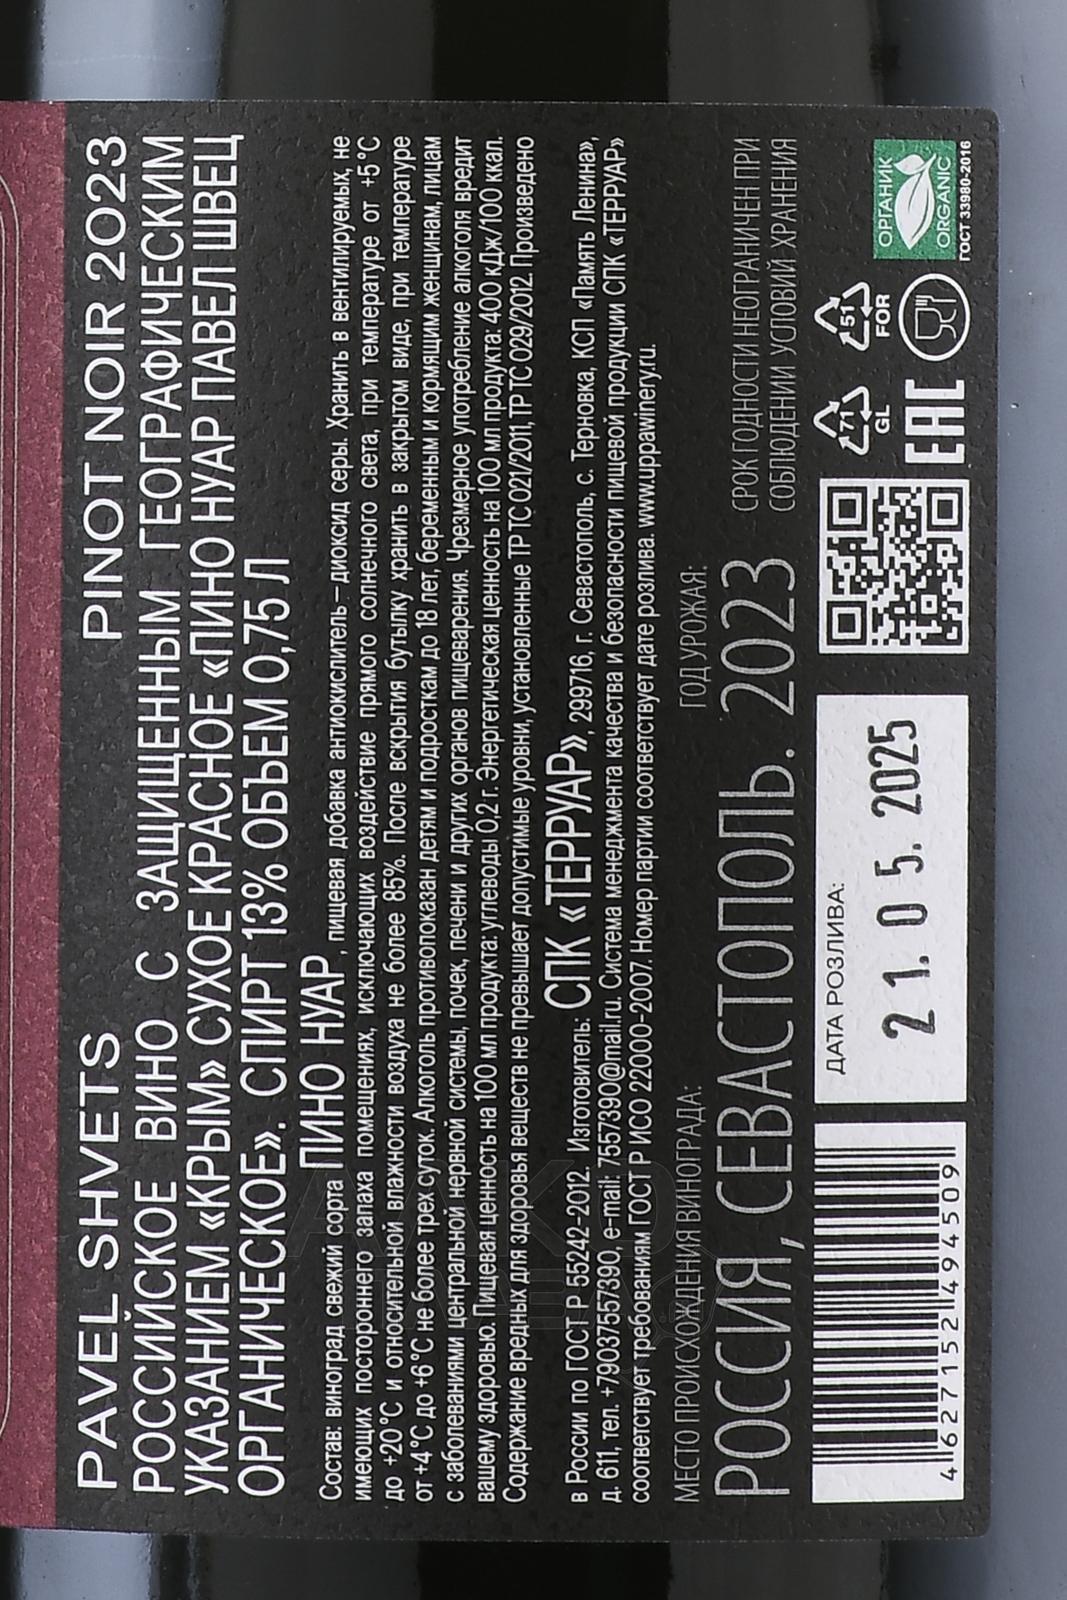 PAVEL SHVETS PINOT NOIR 2023
РОССИЙСКОЕ ВИНО С ЗАЩИЩЕННЫМ ГЕОГРАФИЧЕСКИМ
УКАЗАНИЕМ «КРЫМ» СУХОЕ КРАСНОЕ «ПИНО НУАР ПАВЕЛ ШВЕЦ
ОРГАНИЧЕСКОЕ». СПИРТ 13% ОБЪЕМ 0,75 Л
Состав: виноград свежий сорта ПИНО НУАР, пищевая добавка антиокислитель – диоксид серы. Хранить в вентилируемых, не
имеющих постороннего запаха помещениях, исключающих воздействие прямого солнечного света, при температуре от +5°C
до +20°C и относительной влажности воздуха не более 85%. После вскрытия бутылку хранить в закрытом виде, при температуре
от +4°C до +6°C не более трех суток. Алкоголь противопоказан детям и подросткам до 18 лет, беременным и кормящим женщинам, лицам
с заболеваниями центральной нервной системы, почек, печени и других органов пищеварения. Чрезмерное употребление алкоголя вредит
вашему здоровью. Пищевая ценность на 100 мл продукта: углеводы 0,2 г. Энергетическая ценность на 100 мл продукта: 400 кДж/100 ккал.
Содержание вредных для здоровья веществ не превышает допустимые уровни, установленные ТР ТС 021/2011, ТР ТС 029/2012. Произведено
в России по ГОСТ Р 55242-2012. Изготовитель: СПК «ТЕРРУАР», 299716, г. Севастополь, с. Терновка, КСП «Память Ленина»,
д. 611, тел. +79037557390, e-mail: 7557390@mail.ru. Система менеджмента качества и безопасности пищевой продукции СПК «ТЕРРУАР»
соответствует требованиям ГОСТ Р ИСО 22000-2007. Номер партии соответствует дате розлива. www.uppawinery.ru.
МЕСТО ПРОИСХОЖДЕНИЯ ВИНОГРАДА: ГОД УРОЖАЯ:
РОССИЯ, СЕВАСТОПОЛЬ. 2023
СРОК ГОДНОСТИ НЕОГРАНИЧЕН ПРИ
СОБЛЮДЕНИИ УСЛОВИЙ ХРАНЕНИЯ
4627152494509
ДАТА РОЗЛИВА:
21.05.2025
71
GL
51
FOR
EAC
ОРГАНИК
ORGANIC
ГОСТ 33980-2016